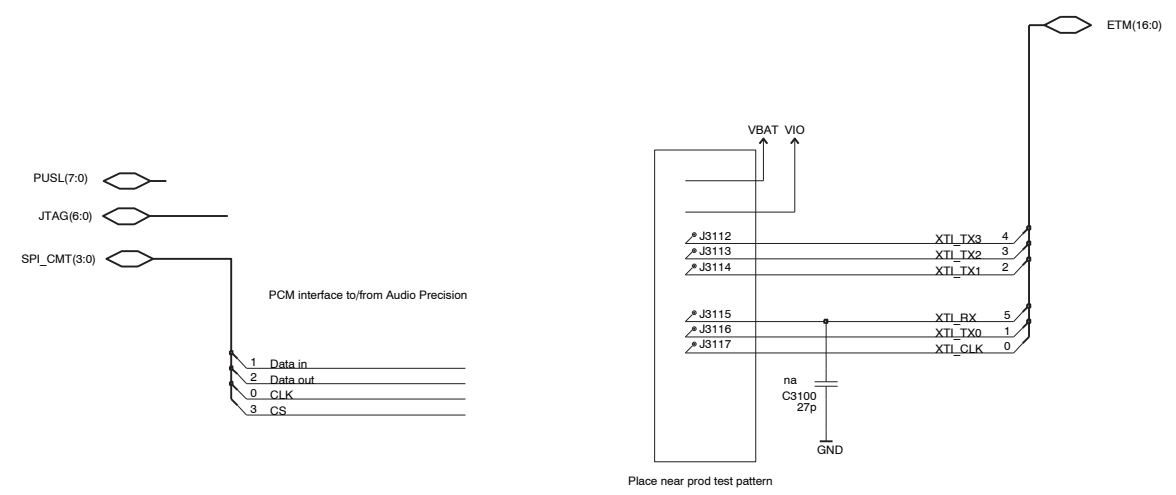 ETM(16:0)
VBAT VIO
PUSL(7:0)
JTAG(6:0)
SPI_CMT(3:0)
PCM interface to/from Audio Precision
1 Data in
2 Data out
0 CLK
3 CS
J3112 XTI_TX3 4
J3113 XTI_TX2 3
J3114 XTI_TX1 2
J3115 XTI_RX 5
J3116 XTI_TX0 1
J3117 XTI_CLK 0
na
C3100
27p
GND
Place near prod test pattern